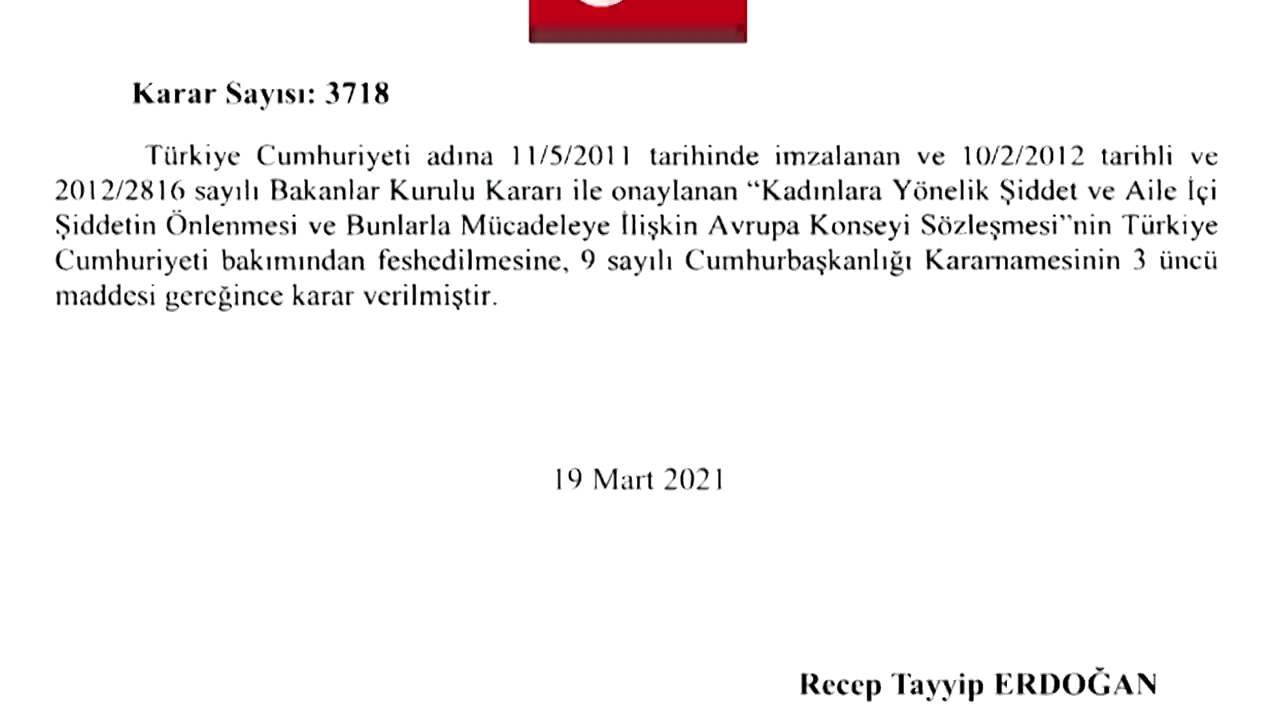 Karar Sayısı: 3718
Türkiye Cumhuriyeti adına 11/5/2011 tarihinde imzalanan ve 10/2/2012 tarihli ve
2012/2816 sayılı Bakanlar Kurulu Kararı ile onaylanan “Kadınlara Yönelik Şiddet ve Aile İçi
Şiddetin Önlenmesi ve Bunlarla Mücadeleye İlişkin Avrupa Konseyi Sözleşmesi”nin Türkiye
Cumhuriyeti bakımından feshedilmesine, 9 sayılı Cumhurbaşkanlığı Kararnamesinin 3 üncü
maddesi gereğince karar verilmiştir.
19 Mart 2021
Recep Tayyip ERDOĞAN